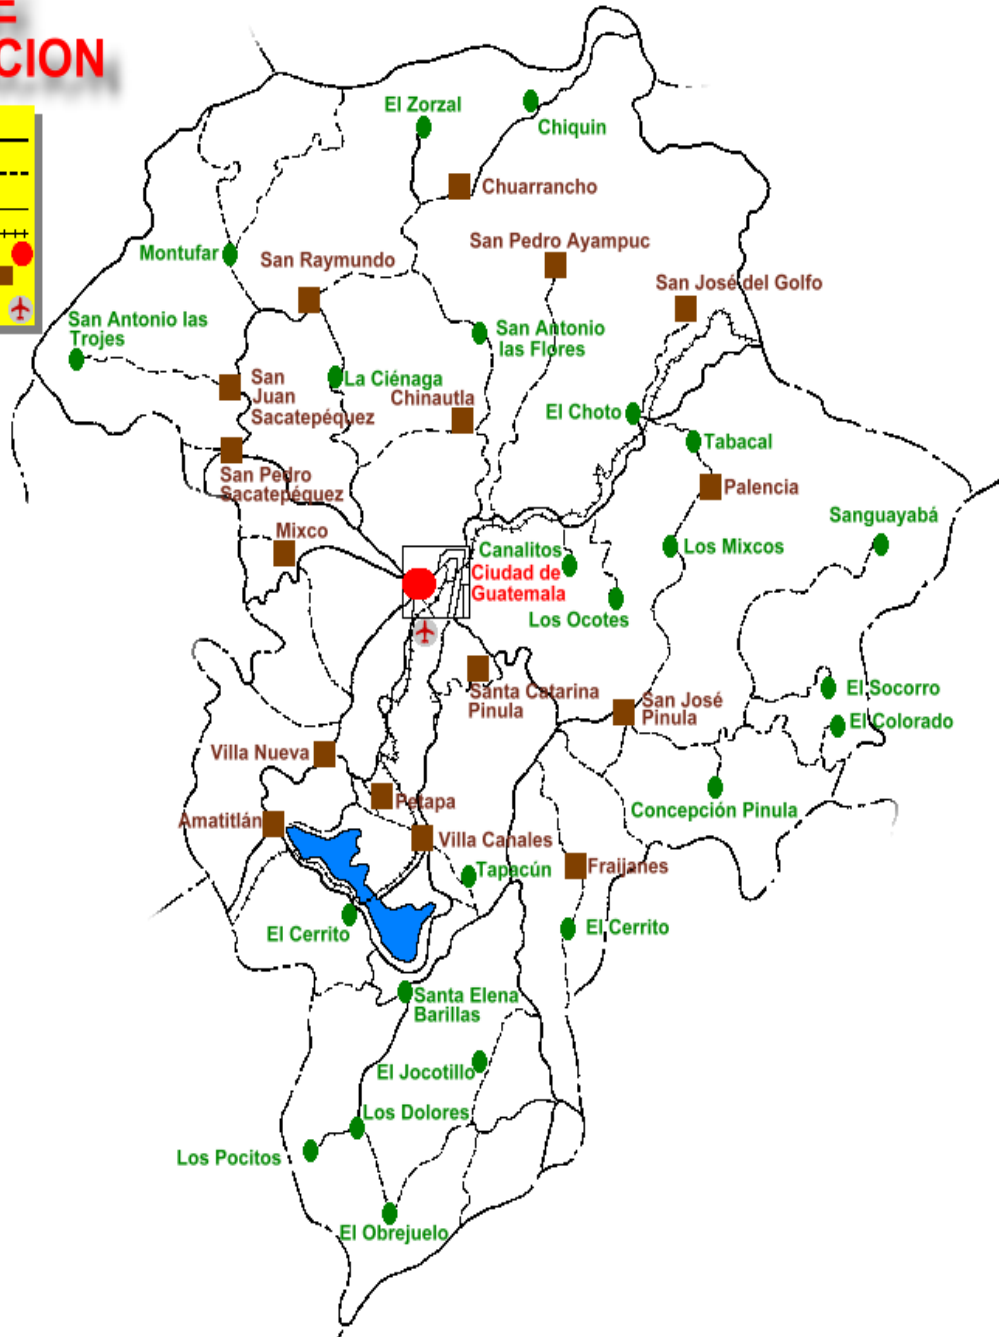 CION
El Zorzal
Chiquin
Chuarrancho
San Pedro Ayampuc
Montufar
San Raymundo
San José del Golfo
San Antonio las
Trojes
San Antonio
las Flores
San
Juan
Sacatepéquez
La Ciénaga
Chinautla
El Choto
Tabacal
San Pedro
Sacatepéquez
Palencia
Sanguayabá
Mixco
Canalitos
Los Mixcos
Ciudad de
Guatemala
Los Ocotes
Santa Catarina
Pinula
San José
Pinula
El Socorro
El Colorado
Villa Nueva
Petapa
Concepción Pinula
Amatitlán
Villa Canales
Tapacún
Fraijanes
El Cerrito
El Cerrito
Santa Elena
Barillas
El Jocotillo
Los Dolores
Los Pocitos
El Obrejuelo